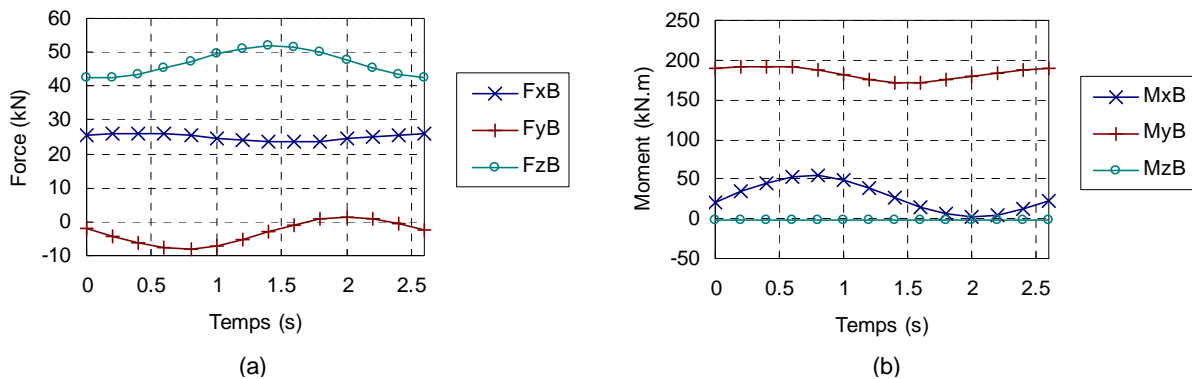 60
50
40
30
20
10
0
-10
Force (kN)
0 0.5 1 1.5 2 2.5
Temps (s)
FxB
FyB
FzB
(a)
250
200
150
100
50
0
-50
Moment (kN.m)
0 0.5 1 1.5 2 2.5
Temps (s)
MxB
MyB
MzB
(b)